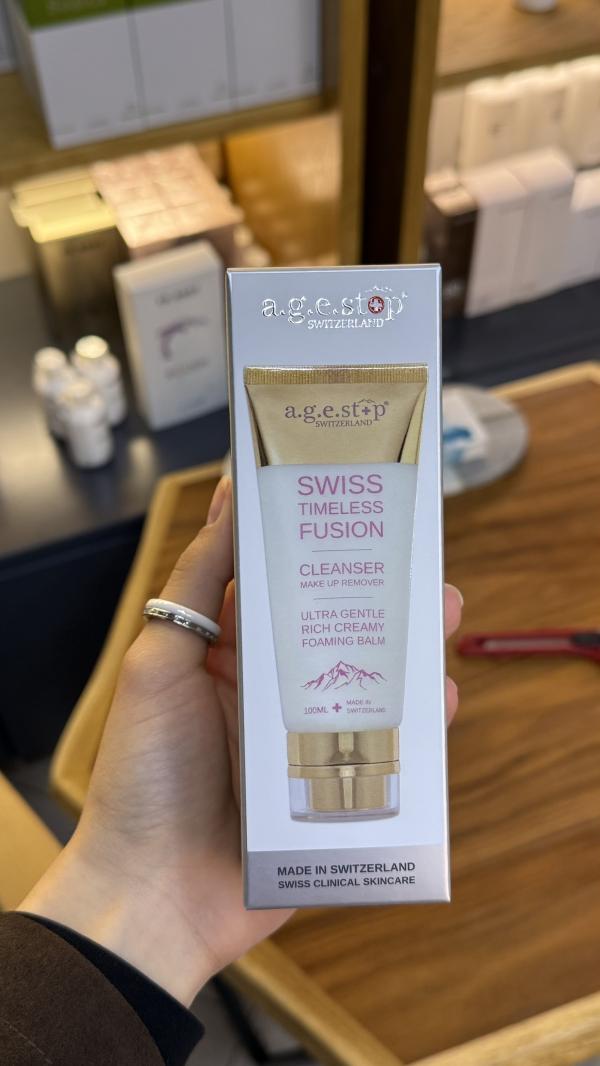 a.g.e.stop
SWITZERLAND
a.g.e.st+p®
SWITZERLAND
SWISS
TIMELESS
FUSION
CLEANSER
MAKE UP REMOVER
ULTRA GENTLE
RICH CREAMY
FOAMING BALM
100ML + MADE IN
SWITZERLAND
MADE IN SWITZERLAND
SWISS CLINICAL SKINCARE